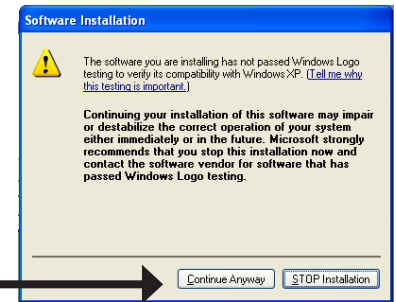 Software Installation
The software you are installing has not passed Windows Logo
testing to verify its compatibility with Windows XP. (Tell me why
this testing is important.)
Continuing your installation of this software may impair
or destabilize the correct operation of your system
either immediately or in the future. Microsoft strongly
recommends that you stop this installation now and
contact the software vendor for software that has
passed Windows Logo testing.
Continue Anyway
STOP Installation